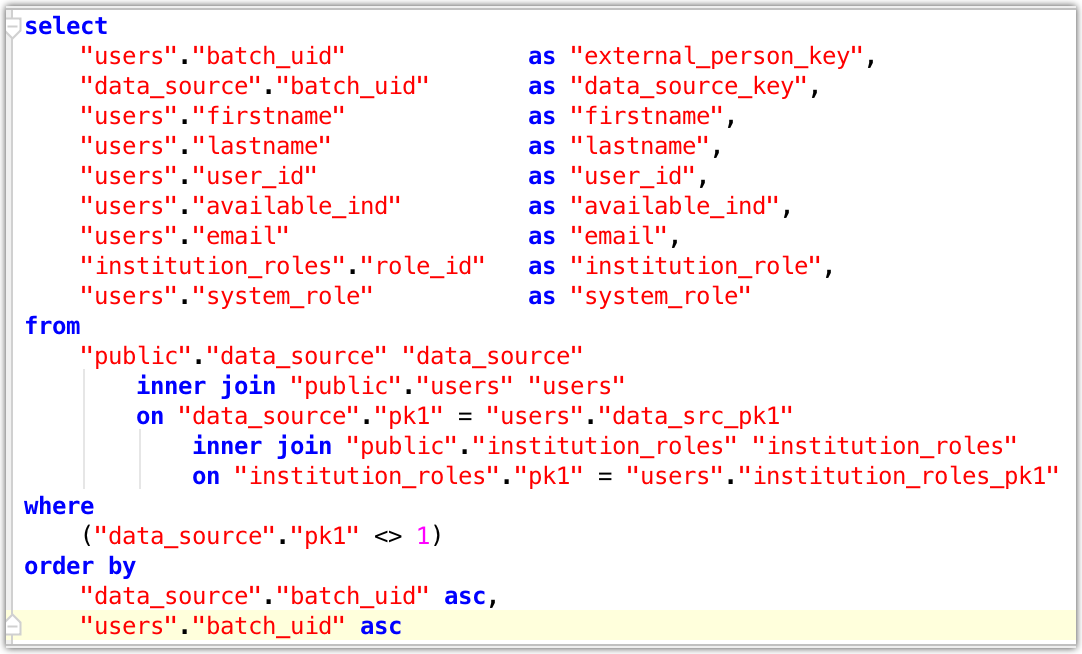 select
    "users"."batch_uid"             as "external_person_key",
    "data_source"."batch_uid"       as "data_source_key",
    "users"."firstname"             as "firstname",
    "users"."lastname"              as "lastname",
    "users"."user_id"               as "user_id",
    "users"."available_ind"         as "available_ind",
    "users"."email"                 as "email",
    "institution_roles"."role_id"   as "institution_role",
    "users"."system_role"           as "system_role"
from
    "public"."data_source" "data_source"
        inner join "public"."users" "users"
        on "data_source"."pk1" = "users"."data_src_pk1"
            inner join "public"."institution_roles" "institution_roles"
            on "institution_roles"."pk1" = "users"."institution_roles_pk1"
where
    ("data_source"."pk1" <> 1)
order by
    "data_source"."batch_uid" asc,
    "users"."batch_uid" asc